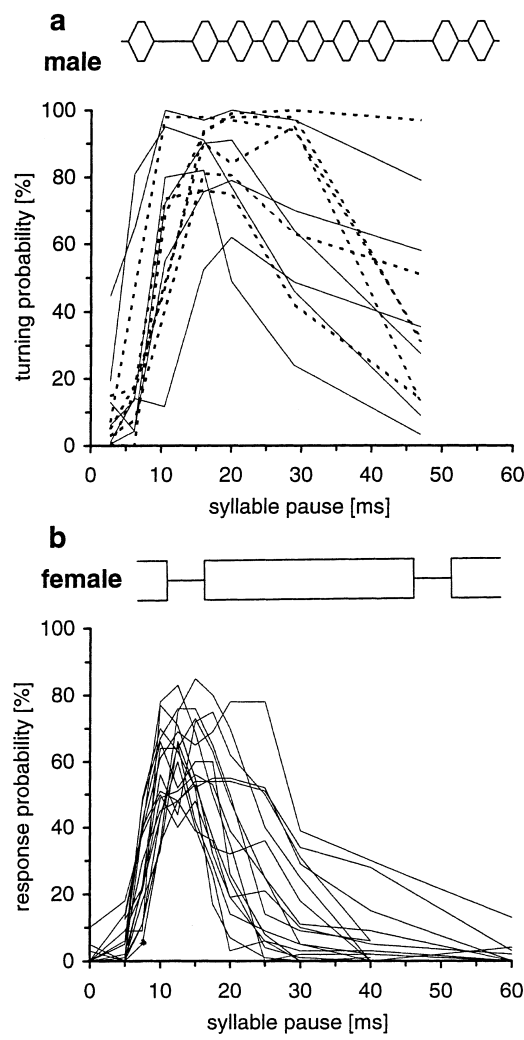 a
male
100
80
60
40
20
0
turning probability [%]
0 10 20 30 40 50 60
syllable pause [ms]
b
female
100
80
60
40
20
0
response probability [%]
0 10 20 30 40 50 60
syllable pause [ms]